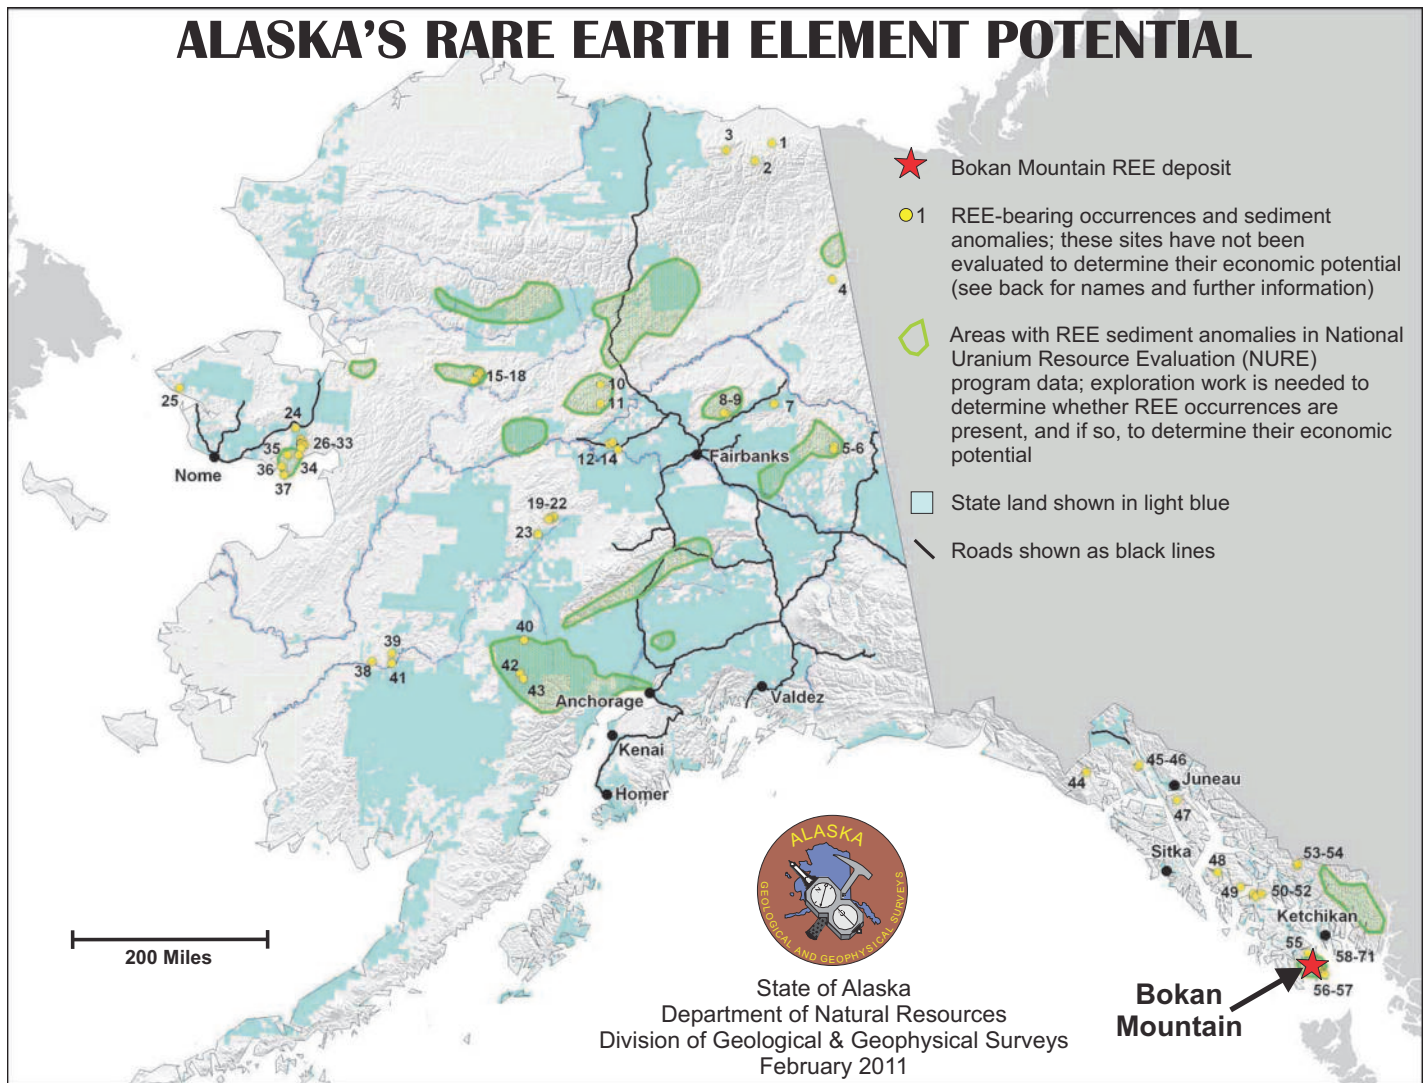 ALASKA'S RARE EARTH ELEMENT POTENTIAL
Bokan Mountain REE deposit
1 REE-bearing occurrences and sediment
anomalies; these sites have not been
evaluated to determine their economic potential
(see back for names and further information)
Areas with REE sediment anomalies in National
Uranium Resource Evaluation (NURE)
program data; exploration work is needed to
determine whether REE occurrences are
present, and if so, to determine their economic
potential
State land shown in light blue
Roads shown as black lines
3
1
2
4
15-18
10
11
8-9
7
25
24
26-33
35
36
34
37
Nome
12-14
Fairbanks
5-6
19-22
23
40
39
38
41
42
43
Anchorage
Valdez
Kenai
Homer
44
45-46
Juneau
47
Sitka
48
53-54
49
50-52
Ketchikan
55
58-71
56-57
Bokan
Mountain
200 Miles
ALASKA
GEOLOGICAL AND GEOPHYSICAL SURVEYS
State of Alaska
Department of Natural Resources
Division of Geological & Geophysical Surveys
February 2011